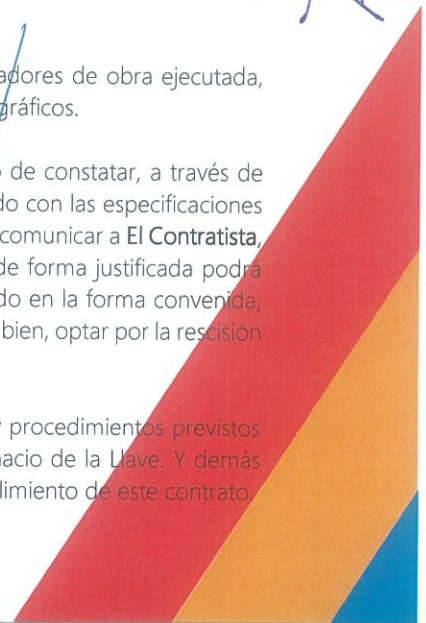 adores de obra ejecutada,
gráficos.
o de constatar, a través de
do con las especificaciones
comunicar a El Contratista,
de forma justificada podrá
do en la forma convenida,
bien, optar por la rescisión
y procedimientos previstos
nacio de la Llave. Y demás
limiento de este contrato.